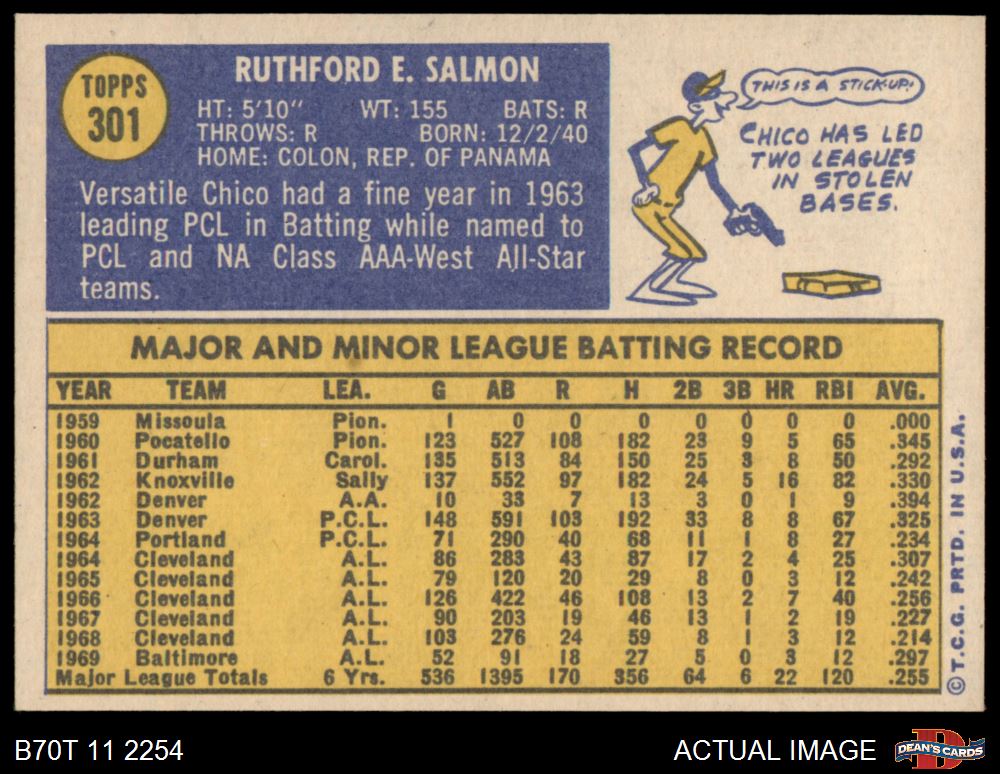 TOPPS
301
RUTHFORD E. SALMON
HT: 5'10" WT: 155 BATS: R
THROWS: R BORN: 12/2/40
HOME: COLON, REP. OF PANAMA
Versatile Chico had a fine year in 1963
leading PCL in Batting while named to
PCL and NA Class AAA-West All-Star
teams.
THIS IS A STICK-UP!
CHICO HAS LED
TWO LEAGUES
IN STOLEN
BASES.
MAJOR AND MINOR LEAGUE BATTING RECORD
YEAR TEAM LEA. G AB R H 2B 3B HR RBI AVG.
1959 Missoula Pion. 1 0 0 0 0 0 0 0 .000
1960 Pocatello Pion. 123 527 108 182 23 9 5 65 .345
1961 Durham Carol. 135 513 84 150 25 3 8 50 .292
1962 Knoxville Sally 137 552 97 182 24 5 16 82 .330
1962 Denver A.A. 10 33 7 13 3 0 1 9 .394
1963 Denver P.C.L. 148 591 103 192 33 8 8 67 .325
1964 Portland P.C.L. 71 290 40 68 11 1 8 27 .234
1964 Cleveland A.L. 86 283 43 87 17 2 4 25 .307
1965 Cleveland A.L. 79 120 20 29 8 0 3 12 .242
1966 Cleveland A.L. 126 422 46 108 13 2 7 40 .256
1967 Cleveland A.L. 90 203 19 46 13 1 2 19 .227
1968 Cleveland A.L. 103 276 24 59 8 1 3 12 .214
1969 Baltimore A.L. 52 91 18 27 5 0 3 12 .297
Major League Totals 6 Yrs. 536 1395 170 356 64 6 22 120 .255
© T.C.G. PRTD. IN U.S.A.
B70T 11 2254
ACTUAL IMAGE
D
DEAN'S CARDS